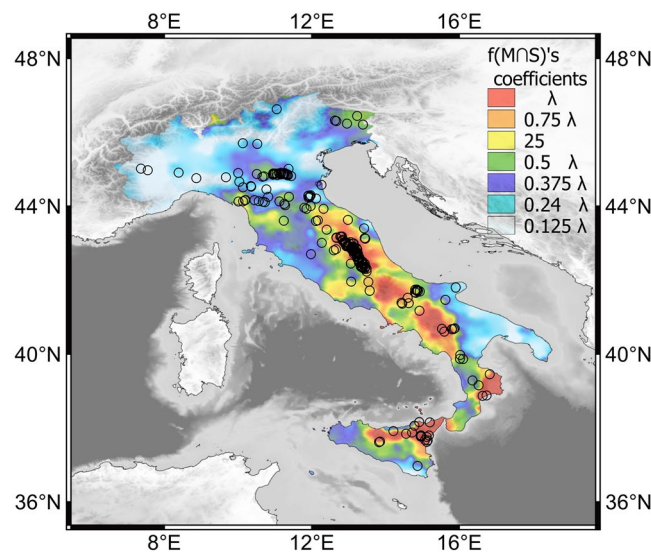 8°E 12°E 16°E
48°N 48°N
44°N 44°N
40°N 40°N
36°N 36°N
f(M∩S)'s
coefficients
λ
0.75 λ
25
0.5 λ
0.375 λ
0.24 λ
0.125 λ
8°E 12°E 16°E